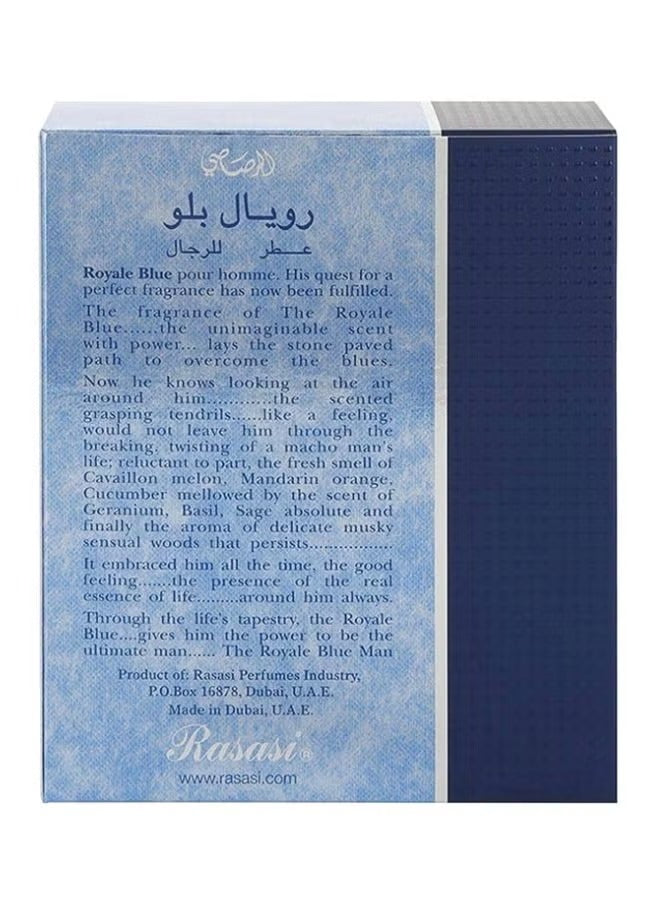 الرصاصي
رويال بلو
عطر للرجال
Royale Blue pour homme. His quest for a
perfect fragrance has now been fulfilled.
The fragrance of The Royale
Blue......the unimaginable scent
with power... lays the stone paved
path to overcome the blues.
Now he knows looking at the air
around him............the scented
grasping tendrils......like a feeling,
would not leave him through the
breaking, twisting of a macho man's
life; reluctant to part, the fresh smell of
Cavaillon melon, Mandarin orange,
Cucumber mellowed by the scent of
Geranium, Basil, Sage absolute and
finally the aroma of delicate musky
sensual woods that persists.................
It embraced him all the time, the good
feeling.......the presence of the real
essence of life.........around him always.
Through the life's tapestry, the Royale
Blue....gives him the power to be the
ultimate man...... The Royale Blue Man
Product of: Rasasi Perfumes Industry,
P.O.Box 16878, Dubai, U.A.E.
Made in Dubai, U.A.E.
Rasasi®
www.rasasi.com